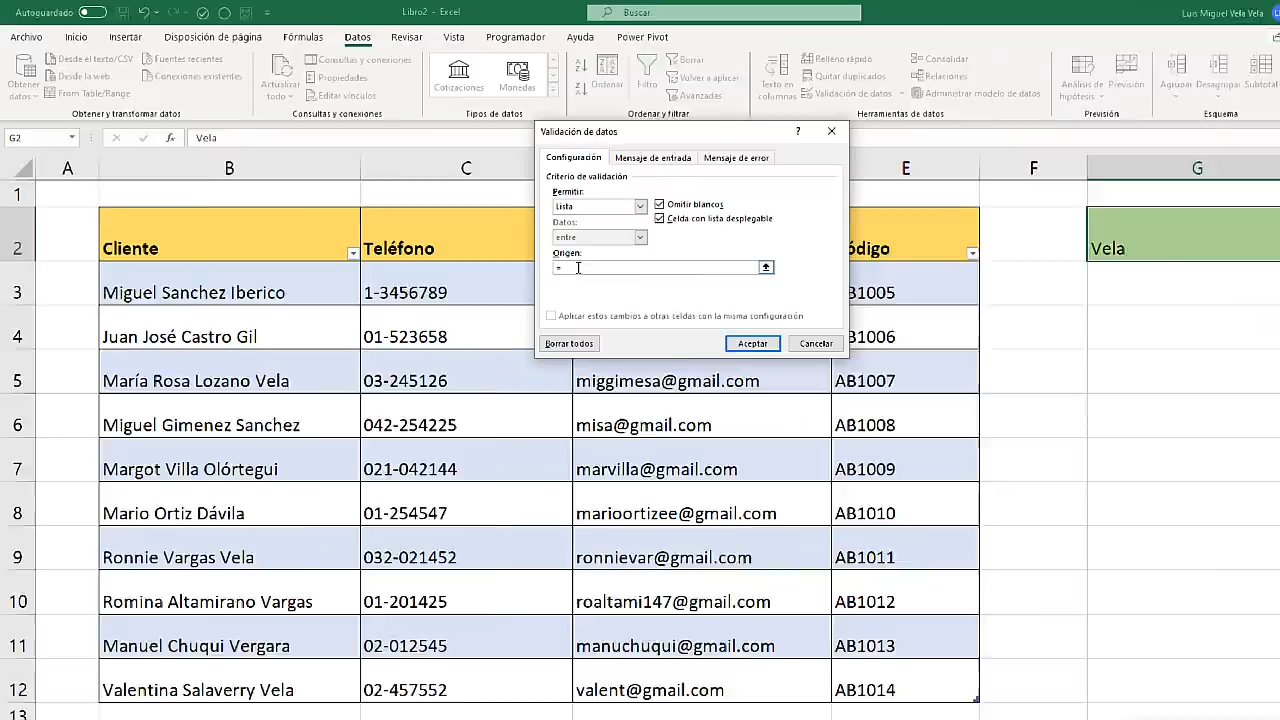 Autoguardado
Libro2 - Excel
Buscar
Luis Miguel Vela Vela
Archivo Inicio Insertar Disposición de página Fórmulas Datos Revisar Vista Programador Ayuda Power Pivot
Obtener datos
Desde el texto/CSV
Desde la web
From Table/Range
Fuentes recientes
Conexiones existentes
Obtener y transformar datos
Actualizar todo
Consultas y conexiones
Propiedades
Editar vínculos
Consultas y conexiones
Cotizaciones
Monedas
Tipos de datos
Ordenar
Filtro
Borrar
Volver a aplicar
Avanzadas
Ordenar y filtrar
Texto en columnas
Relleno rápido
Quitar duplicados
Validación de datos
Consolidar
Relaciones
Administrar modelo de datos
Herramientas de datos
Análisis de hipótesis
Previsión
Previsión
Agrupar
Desagrupar
Subtotal
Esquema
G2
fx
Vela
Validación de datos
?
Configuración Mensaje de entrada Mensaje de error
Criterio de validación
Permitir:
Lista
Omitir blancos
Celda con lista desplegable
Datos:
entre
Origen:
=
Aplicar estos cambios a otras celdas con la misma configuración
Borrar todos Aceptar Cancelar
A B C E F G
1
2 Cliente Teléfono ódigo Vela
3 Miguel Sanchez Iberico 1-3456789 B1005
4 Juan José Castro Gil 01-523658 B1006
5 María Rosa Lozano Vela 03-245126 miggimesa@gmail.com AB1007
6 Miguel Gimenez Sanchez 042-254225 misa@gmail.com AB1008
7 Margot Villa Olórtegui 021-042144 marvilla@gmail.com AB1009
8 Mario Ortiz Dávila 01-254547 marioortizee@gmail.com AB1010
9 Ronnie Vargas Vela 032-021452 ronnievar@gmail.com AB1011
10 Romina Altamirano Vargas 01-201425 roaltami147@gmail.com AB1012
11 Manuel Chuqui Vergara 02-012545 manuchuqui@gmail.com AB1013
12 Valentina Salaverry Vela 02-457552 valent@gmail.com AB1014
13